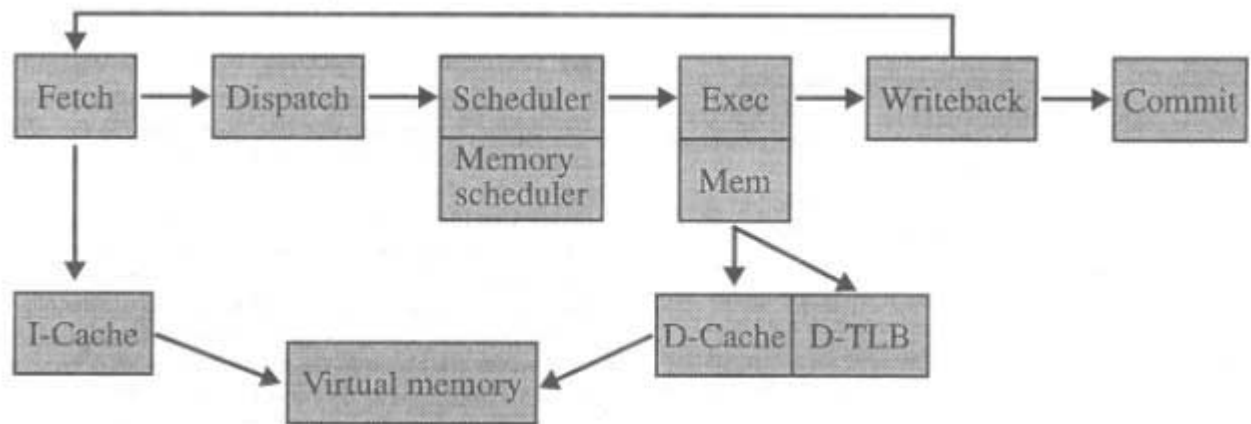 Fetch
Dispatch
Scheduler
Exec
Writeback
Commit
Memory
scheduler
Mem
I-Cache
D-Cache
D-TLB
Virtual memory